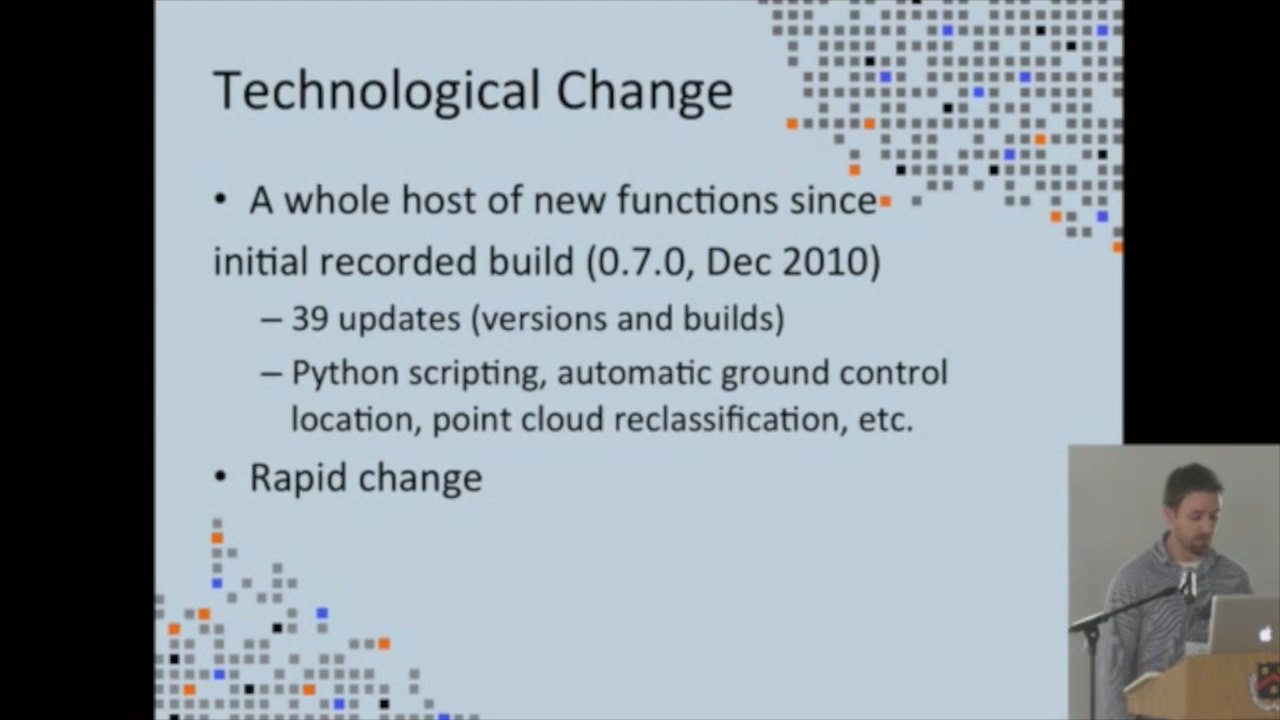 Technological Change
• A whole host of new functions since
initial recorded build (0.7.0, Dec 2010)
– 39 updates (versions and builds)
– Python scripting, automatic ground control
location, point cloud reclassification, etc.
• Rapid change